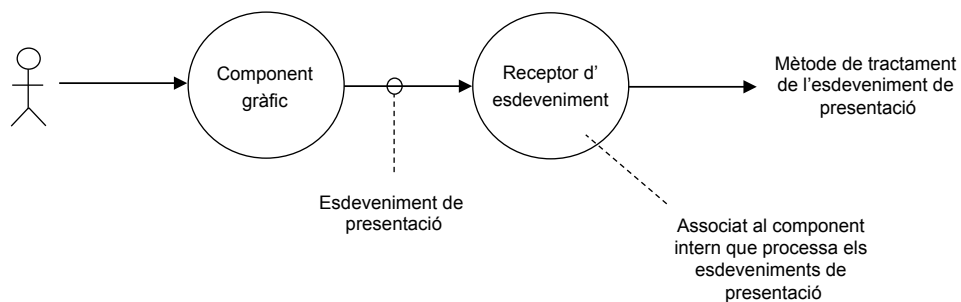 Component
gràfic
Receptor d’
esdeveniment
Mètode de tractament
de l’esdeveniment de
presentació
Esdeveniment de
presentació
Associat al component
intern que processa els
esdeveniments de
presentació